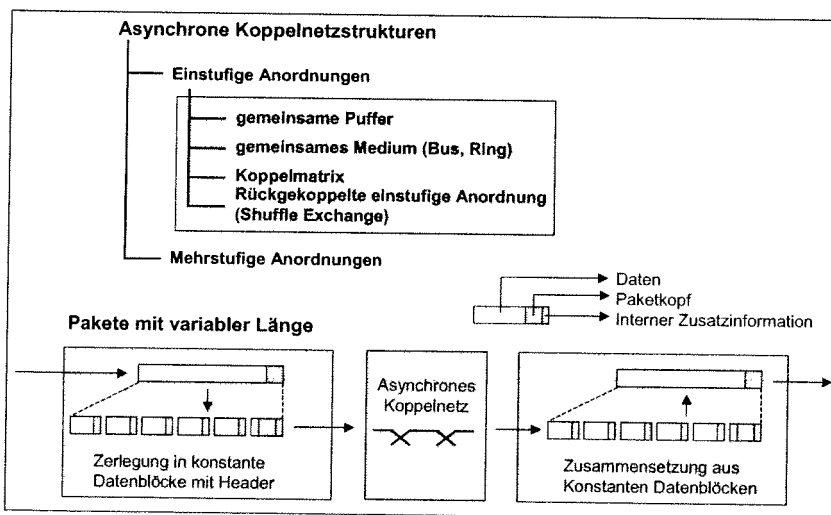 Asynchrone Koppelnetzstrukturen
Einstufige Anordnungen
gemeinsame Puffer
gemeinsames Medium (Bus, Ring)
Koppelmatrix
Rückgekoppelte einstufige Anordnung
(Shuffle Exchange)
Mehrstufige Anordnungen
Daten
Paketkopf
Interner Zusatzinformation
Pakete mit variabler Länge
Asynchrones
Koppelnetz
Zerlegung in konstante
Datenblöcke mit Header
Zusammensetzung aus
Konstanten Datenblöcken